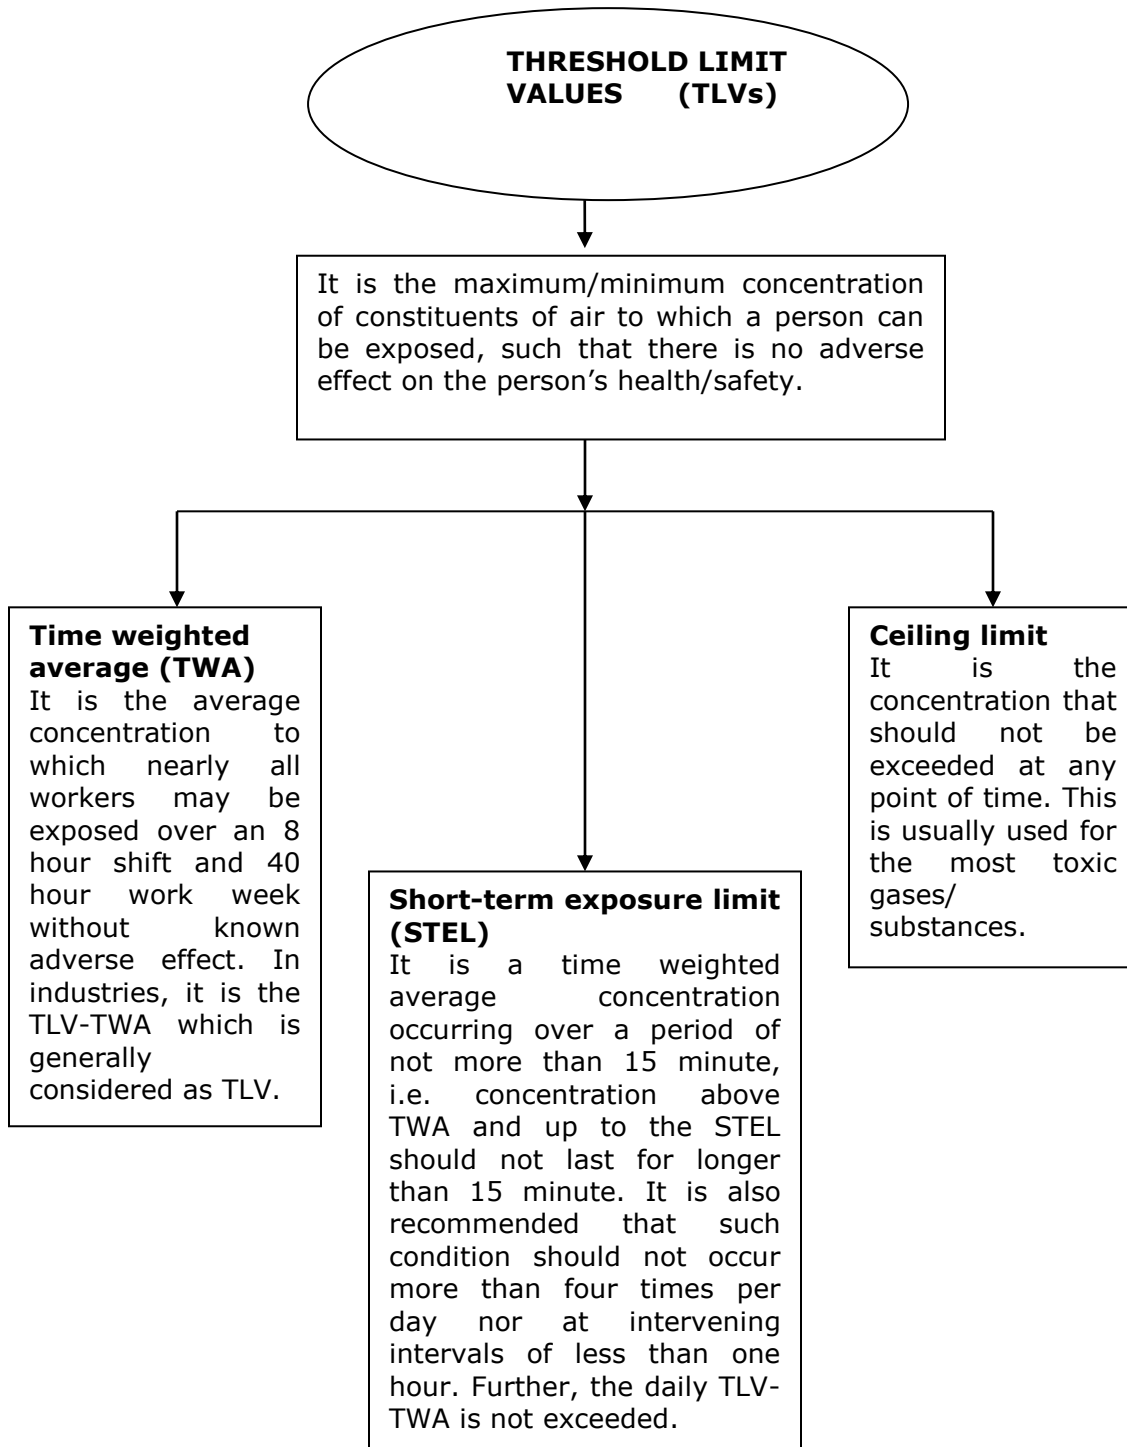 THRESHOLD LIMIT
VALUES (TLVs)
It is the maximum/minimum concentration
of constituents of air to which a person can
be exposed, such that there is no adverse
effect on the person’s health/safety.
Time weighted
average (TWA)
It is the average
concentration to
which nearly all
workers may be
exposed over an 8
hour shift and 40
hour work week
without known
adverse effect. In
industries, it is the
TLV-TWA which is
generally
considered as TLV.
Short-term exposure limit
(STEL)
It is a time weighted
average concentration
occurring over a period of
not more than 15 minute,
i.e. concentration above
TWA and up to the STEL
should not last for longer
than 15 minute. It is also
recommended that such
condition should not occur
more than four times per
day nor at intervening
intervals of less than one
hour. Further, the daily TLV-
TWA is not exceeded.
Ceiling limit
It is the
concentration that
should not be
exceeded at any
point of time. This
is usually used for
the most toxic
gases/
substances.